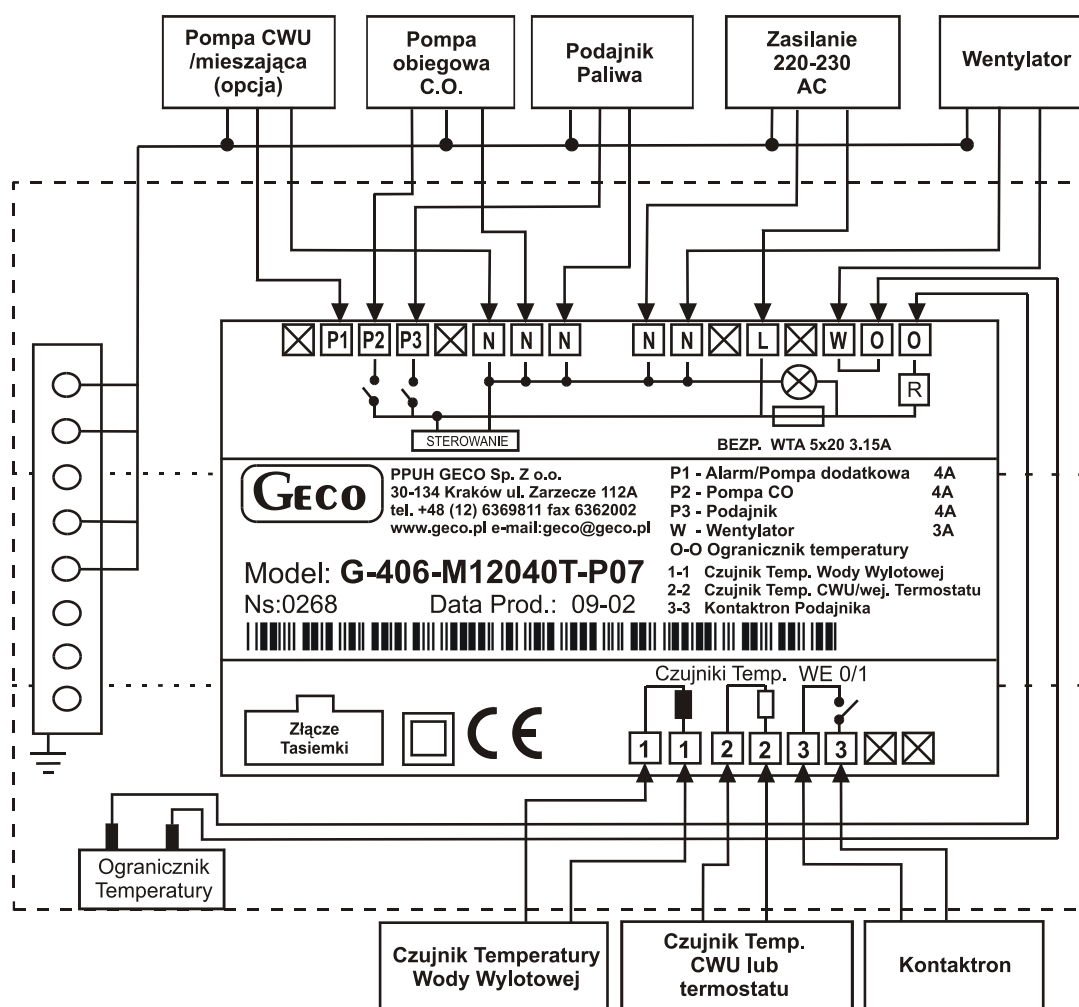 Pompa CWU
/mieszająca
(opcja)
Pompa
obiegowa
C.O.
Podajnik
Paliwa
Zasilanie
220-230
AC
Wentylator
P1 P2 P3 N N N N N L W O O
R
STEROWANIE
BEZP. WTA 5x20 3.15A
GECO
PPUH GECO Sp. Z o.o.
30-134 Kraków ul. Zarzecze 112A
tel. +48 (12) 6369811 fax 6362002
www.geco.pl e-mail:geco@geco.pl
P1 - Alarm/Pompa dodatkowa 4A
P2 - Pompa CO 4A
P3 - Podajnik 4A
W - Wentylator 3A
O-O Ogranicznik temperatury
1-1 Czujnik Temp. Wody Wylotowej
2-2 Czujnik Temp. CWU/wej. Termostatu
3-3 Kontaktron Podajnika
Model: G-406-M12040T-P07
Ns:0268 Data Prod.: 09-02
Czujniki Temp. WE 0/1
Złącze
Tasiemki
CE
1 1 2 2 3 3
Ogranicznik
Temperatury
Czujnik Temperatury
Wody Wylotowej
Czujnik Temp.
CWU lub
termostatu
Kontaktron